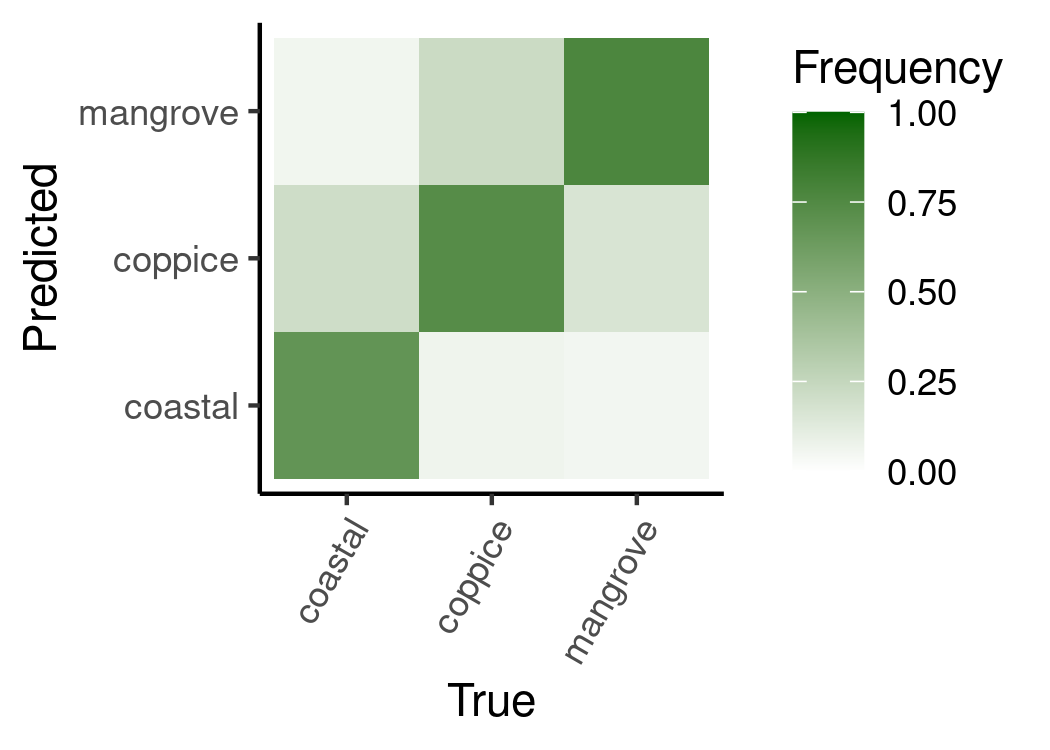 Predicted
mangrove
coppice
coastal
coastal
coppice
mangrove
True
Frequency
1.00
0.75
0.50
0.25
0.00